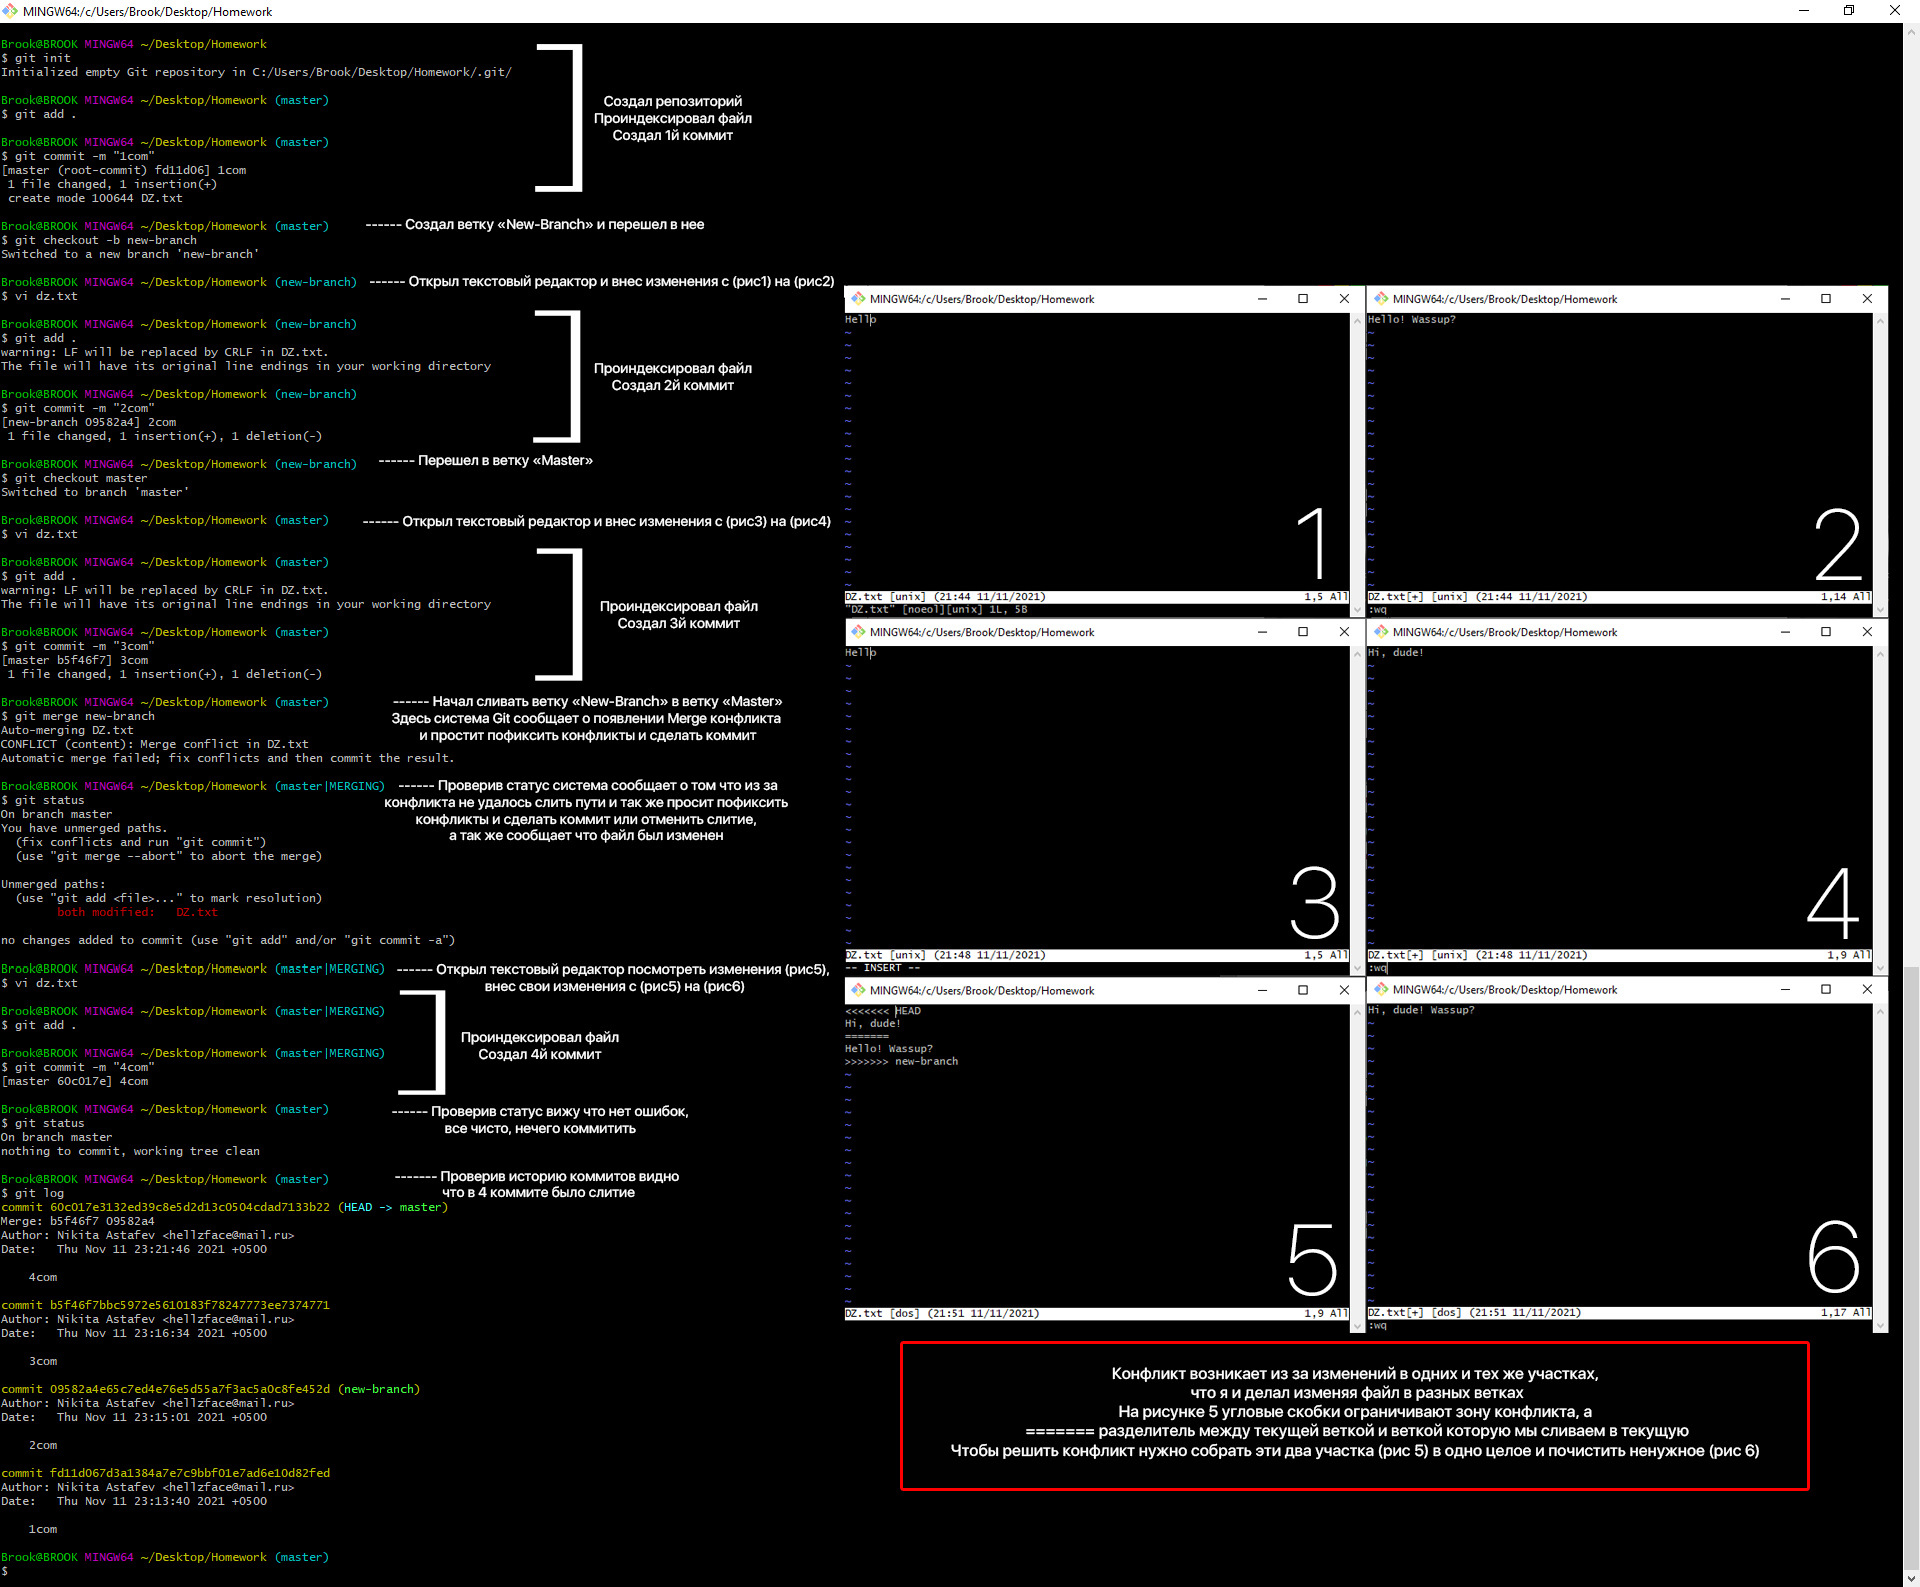 MINGW64:/c/Users/Brook/Desktop/Homework
Brook@BROOK MINGW64 ~/Desktop/Homework
$ git init
Initialized empty Git repository in C:/Users/Brook/Desktop/Homework/.git/
Brook@BROOK MINGW64 ~/Desktop/Homework (master)
$ git add .
Brook@BROOK MINGW64 ~/Desktop/Homework (master)
$ git commit -m "1com"
[master (root-commit) fd11d06] 1com
1 file changed, 1 insertion(+)
create mode 100644 DZ.txt
Создал репозиторий
Проиндексировал файл
Создал 1й коммит
Brook@BROOK MINGW64 ~/Desktop/Homework (master)
------ Создал ветку «New-Branch» и перешел в нее
$ git checkout -b new-branch
Switched to a new branch 'new-branch'
Brook@BROOK MINGW64 ~/Desktop/Homework (new-branch)
------ Открыл текстовый редактор и внес изменения с (рис1) на (рис2)
$ vi dz.txt
Brook@BROOK MINGW64 ~/Desktop/Homework (new-branch)
$ git add .
warning: LF will be replaced by CRLF in DZ.txt.
The file will have its original line endings in your working directory
Brook@BROOK MINGW64 ~/Desktop/Homework (new-branch)
$ git commit -m "2com"
[new-branch 09582a4] 2com
1 file changed, 1 insertion(+), 1 deletion(-)
Проиндексировал файл
Создал 2й коммит
Brook@BROOK MINGW64 ~/Desktop/Homework (new-branch)
------ Перешел в ветку «Master»
$ git checkout master
Switched to branch 'master'
Brook@BROOK MINGW64 ~/Desktop/Homework (master)
------ Открыл текстовый редактор и внес изменения с (рис3) на (рис4)
$ vi dz.txt
Brook@BROOK MINGW64 ~/Desktop/Homework (master)
$ git add .
warning: LF will be replaced by CRLF in DZ.txt.
The file will have its original line endings in your working directory
Brook@BROOK MINGW64 ~/Desktop/Homework (master)
$ git commit -m "3com"
[master b5f46f7] 3com
1 file changed, 1 insertion(+), 1 deletion(-)
Проиндексировал файл
Создал 3й коммит
Brook@BROOK MINGW64 ~/Desktop/Homework (master)
$ git merge new-branch
Auto-merging DZ.txt
CONFLICT (content): Merge conflict in DZ.txt
Automatic merge failed; fix conflicts and then commit the result.
------ Начал сливать ветку «New-Branch» в ветку «Master»
Здесь система Git сообщает о появлении Merge конфликта
и простит пофиксить конфликты и сделать коммит
Brook@BROOK MINGW64 ~/Desktop/Homework (master|MERGING)
$ git status
On branch master
You have unmerged paths.
(fix conflicts and run "git commit")
(use "git merge --abort" to abort the merge)
------ Проверив статус система сообщает о том что из за
конфликта не удалось слить пути и так же просит пофиксить
конфликты и сделать коммит или отменить слитие,
а так же сообщает что файл был изменен
Unmerged paths:
(use "git add <file>..." to mark resolution)
both modified: DZ.txt
no changes added to commit (use "git add" and/or "git commit -a")
Brook@BROOK MINGW64 ~/Desktop/Homework (master|MERGING)
$ vi dz.txt
------ Открыл текстовый редактор посмотреть изменения (рис5),
внес свои изменения с (рис5) на (рис6)
Brook@BROOK MINGW64 ~/Desktop/Homework (master|MERGING)
$ git add .
Brook@BROOK MINGW64 ~/Desktop/Homework (master|MERGING)
$ git commit -m "4com"
[master 60c017e] 4com
Проиндексировал файл
Создал 4й коммит
Brook@BROOK MINGW64 ~/Desktop/Homework (master)
$ git status
On branch master
nothing to commit, working tree clean
------ Проверив статус вижу что нет ошибок,
все чисто, нечего коммитить
Brook@BROOK MINGW64 ~/Desktop/Homework (master)
$ git log
------- Проверив историю коммитов видно
что в 4 коммите было слитие
commit 60c017e3132ed39c8e5d2d13c0504cdad7133b22 (HEAD -> master)
Merge: b5f46f7 09582a4
Author: Nikita Astafev <hellzface@mail.ru>
Date: Thu Nov 11 23:21:46 2021 +0500
4com
commit b5f46f7bbc5972e5610183f78247773ee7374771
Author: Nikita Astafev <hellzface@mail.ru>
Date: Thu Nov 11 23:16:34 2021 +0500
3com
commit 09582a4e65c7ed4e76e5d55a7f3ac5a0c8fe452d (new-branch)
Author: Nikita Astafev <hellzface@mail.ru>
Date: Thu Nov 11 23:15:01 2021 +0500
2com
commit fd11d067d3a1384a7e7c9bbf01e7ad6e10d82fed
Author: Nikita Astafev <hellzface@mail.ru>
Date: Thu Nov 11 23:13:40 2021 +0500
1com
Brook@BROOK MINGW64 ~/Desktop/Homework (master)
$
MINGW64:/c/Users/Brook/Desktop/Homework
Hello
1
DZ.txt [unix] (21:44 11/11/2021) 1,5 All
"DZ.txt" [noeol][unix] 1L, 5B
MINGW64:/c/Users/Brook/Desktop/Homework
Hello! Wassup?
2
DZ.txt[+] [unix] (21:44 11/11/2021) 1,14 All
:wq
MINGW64:/c/Users/Brook/Desktop/Homework
Hello
3
DZ.txt [unix] (21:48 11/11/2021) 1,5 All
-- INSERT --
MINGW64:/c/Users/Brook/Desktop/Homework
Hi, dude!
4
DZ.txt[+] [unix] (21:48 11/11/2021) 1,9 All
:wq
MINGW64:/c/Users/Brook/Desktop/Homework
<<<<<<< HEAD
Hi, dude!
=======
Hello! Wassup?
>>>>>>> new-branch
5
DZ.txt [dos] (21:51 11/11/2021) 1,9 All
MINGW64:/c/Users/Brook/Desktop/Homework
Hi, dude! Wassup?
6
DZ.txt[+] [dos] (21:51 11/11/2021) 1,17 All
:wq
Конфликт возникает из за изменений в одних и тех же участках,
что я и делал изменяя файл в разных ветках
На рисунке 5 угловые скобки ограничивают зону конфликта, а
======= разделитель между текущей веткой и веткой которую мы сливаем в текущую
Чтобы решить конфликт нужно собрать эти два участка (рис 5) в одно целое и почистить ненужное (рис 6)